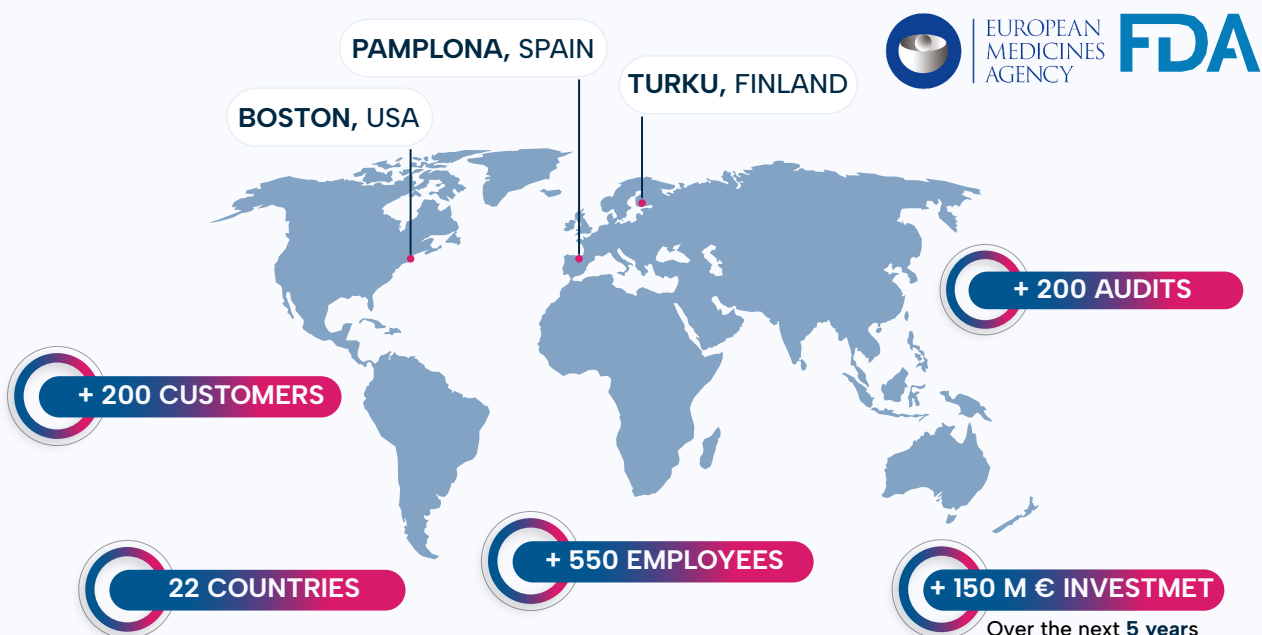 PAMPLONA, SPAIN
EUROPEAN
MEDICINES
AGENCY
FDA
TURKU, FINLAND
BOSTON, USA
+ 200 AUDITS
+ 200 CUSTOMERS
+ 550 EMPLOYEES
22 COUNTRIES
+ 150 M € INVESTMET
Over the next 5 years